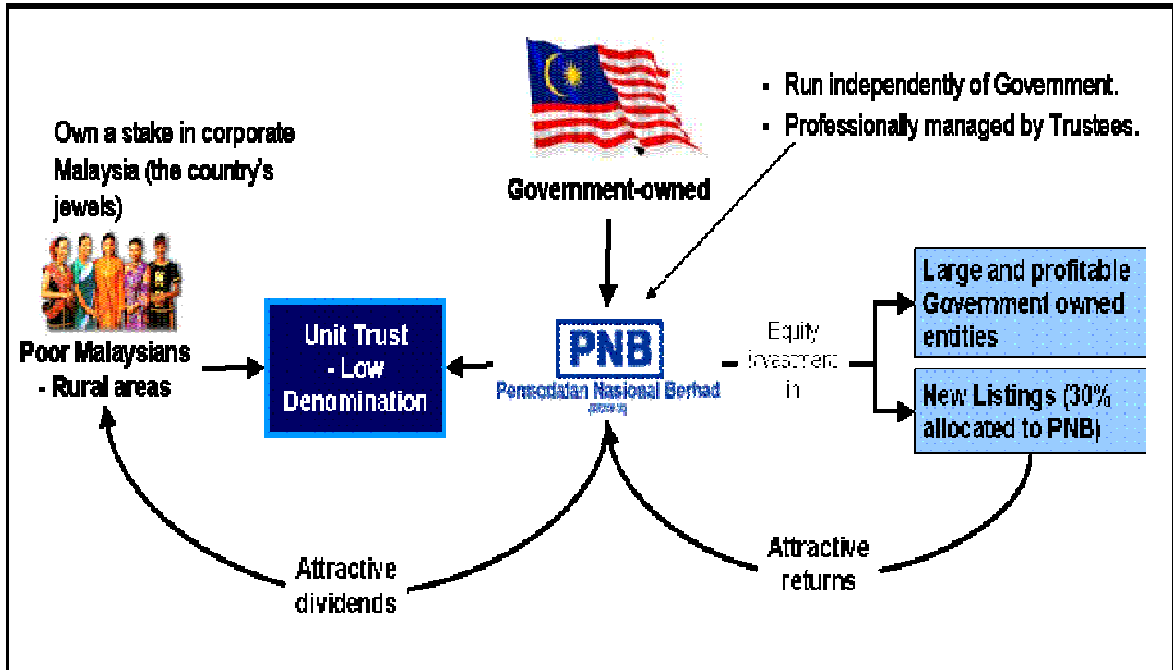 - Run independently of Government.
- Professionally managed by Trustees.
Own a stake in corporate
Malaysia (the country's
jewels)
Government-owned
Poor Malaysians
- Rural areas
Unit Trust
- Low
Denomination
PNB
Permodalan Nasional Berhad
Equity
investment
in
Large and profitable
Government owned
entities
New Listings (30%
allocated to PNB)
Attractive
dividends
Attractive
returns